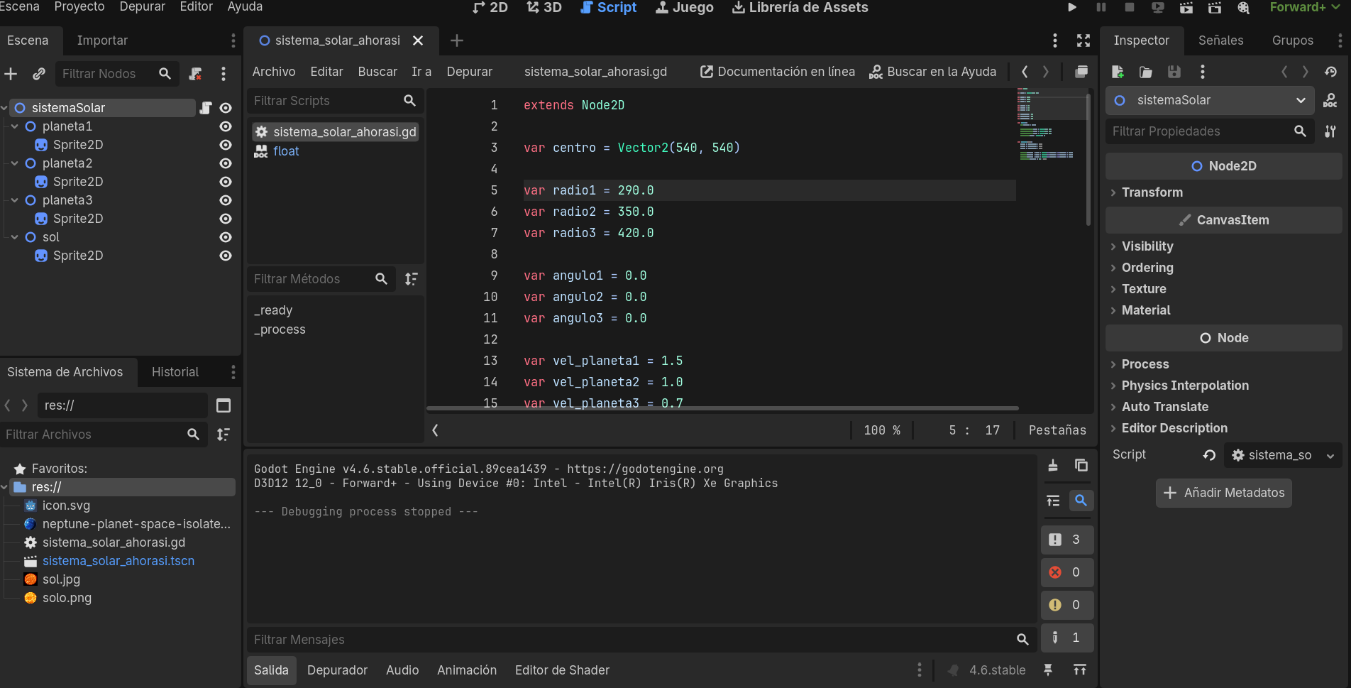 Escena Proyecto Depurar Editor Ayuda 2D 3D Script Juego Librería de Assets Forward+
Escena Importar
Filtrar Nodos
sistemaSolar
planeta1
Sprite2D
planeta2
Sprite2D
planeta3
Sprite2D
sol
Sprite2D
Sistema de Archivos Historial
res://
Filtrar Archivos
Favoritos:
res://
icon.svg
neptune-planet-space-isolate...
sistema_solar_ahorasi.gd
sistema_solar_ahorasi.tscn
sol.jpg
solo.png
sistema_solar_ahorasi
Archivo Editar Buscar Ir a Depurar sistema_solar_ahorasi.gd Documentación en línea Buscar en la Ayuda
Filtrar Scripts
sistema_solar_ahorasi.gd
float
Filtrar Métodos
_ready
_process
1 extends Node2D
2
3 var centro = Vector2(540, 540)
4
5 var radio1 = 290.0
6 var radio2 = 350.0
7 var radio3 = 420.0
8
9 var angulo1 = 0.0
10 var angulo2 = 0.0
11 var angulo3 = 0.0
12
13 var vel_planeta1 = 1.5
14 var vel_planeta2 = 1.0
15 var vel_planeta3 = 0.7
100 % 5 : 17 Pestañas
Godot Engine v4.6.stable.official.89cea1439 - https://godotengine.org
D3D12 12_0 - Forward+ - Using Device #0: Intel - Intel(R) Iris(R) Xe Graphics
--- Debugging process stopped ---
3
0
0
1
Filtrar Mensajes
Salida Depurador Audio Animación Editor de Shader 4.6.stable
Inspector Señales Grupos
sistemaSolar
DOC
Filtrar Propiedades
Node2D
Transform
CanvasItem
Visibility
Ordering
Texture
Material
Node
Process
Physics Interpolation
Auto Translate
Editor Description
Script sistema_so
Añadir Metadatos